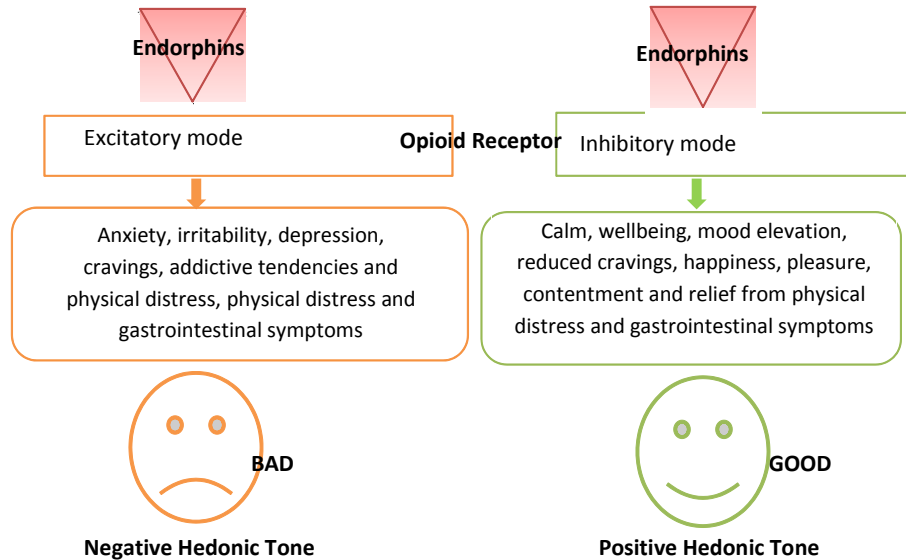 Endorphins
Endorphins
Excitatory mode
Opioid Receptor
Inhibitory mode
Anxiety, irritability, depression,
cravings, addictive tendencies and
physical distress, physical distress and
gastrointestinal symptoms
Calm, wellbeing, mood elevation,
reduced cravings, happiness, pleasure,
contentment and relief from physical
distress and gastrointestinal symptoms
BAD
GOOD
Negative Hedonic Tone
Positive Hedonic Tone